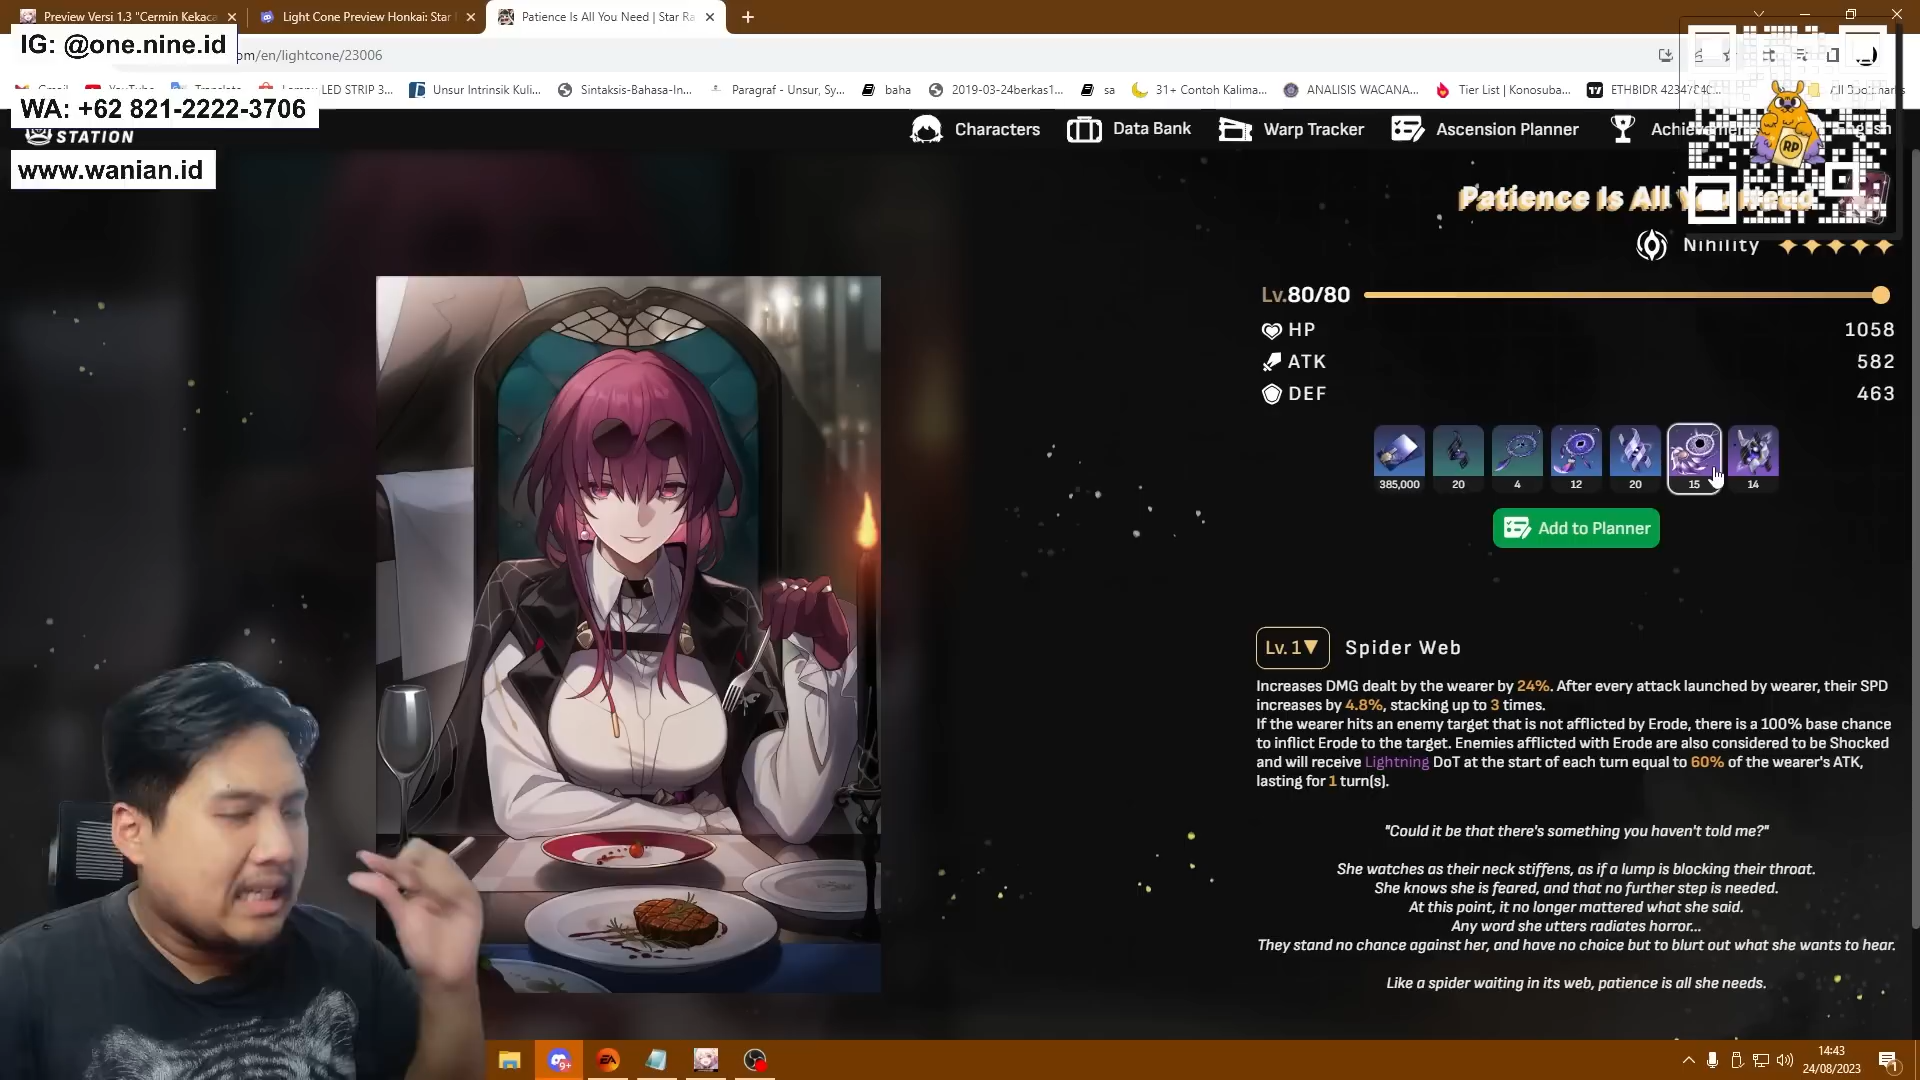 Preview Versi 1.3 "Cermin Kekaca
Light Cone Preview Honkai: Star
Patience Is All You Need | Star Ra
IG: @one.nine.id
om/en/lightcone/23006
Gmail
YouTube
Translate
Lampu LED STRIP 3...
Unsur Intrinsik Kuli...
Sintaksis-Bahasa-In...
Paragraf - Unsur, Sy...
baha
2019-03-24berkas1...
sa
31+ Contoh Kalima...
ANALISIS WACANA...
Tier List | Konosuba...
All Bookmarks
WA: +62 821-2222-3706
STATION
Characters
Data Bank
Warp Tracker
Ascension Planner
English
RP
www.wanian.id
Patience Is All You Need
Nihility
Lv.80/80
HP 1058
ATK 582
DEF 463
385,000 20 4 12 20 15 14
Add to Planner
Lv. 1▼ Spider Web
Increases DMG dealt by the wearer by 24%. After every attack launched by wearer, their SPD
increases by 4.8%, stacking up to 3 times.
If the wearer hits an enemy target that is not afflicted by Erode, there is a 100% base chance
to inflict Erode to the target. Enemies afflicted with Erode are also considered to be Shocked
and will receive Lightning DoT at the start of each turn equal to 60% of the wearer's ATK,
lasting for 1 turn(s).
"Could it be that there's something you haven't told me?"
She watches as their neck stiffens, as if a lump is blocking their throat.
She knows she is feared, and that no further step is needed.
At this point, it no longer mattered what she said.
Any word she utters radiates horror...
They stand no chance against her, and have no choice but to blurt out what she wants to hear.
Like a spider waiting in its web, patience is all she needs.
9+
EA
14:43
24/08/2023
1